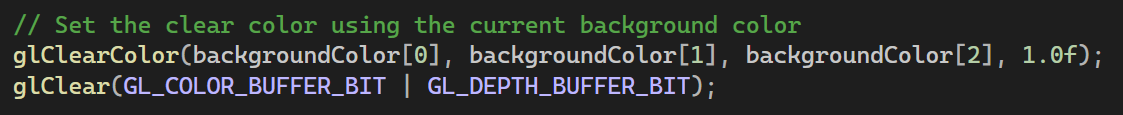 // Set the clear color using the current background color
glClearColor(backgroundColor[0], backgroundColor[1], backgroundColor[2], 1.0f);
glClear(GL_COLOR_BUFFER_BIT | GL_DEPTH_BUFFER_BIT);